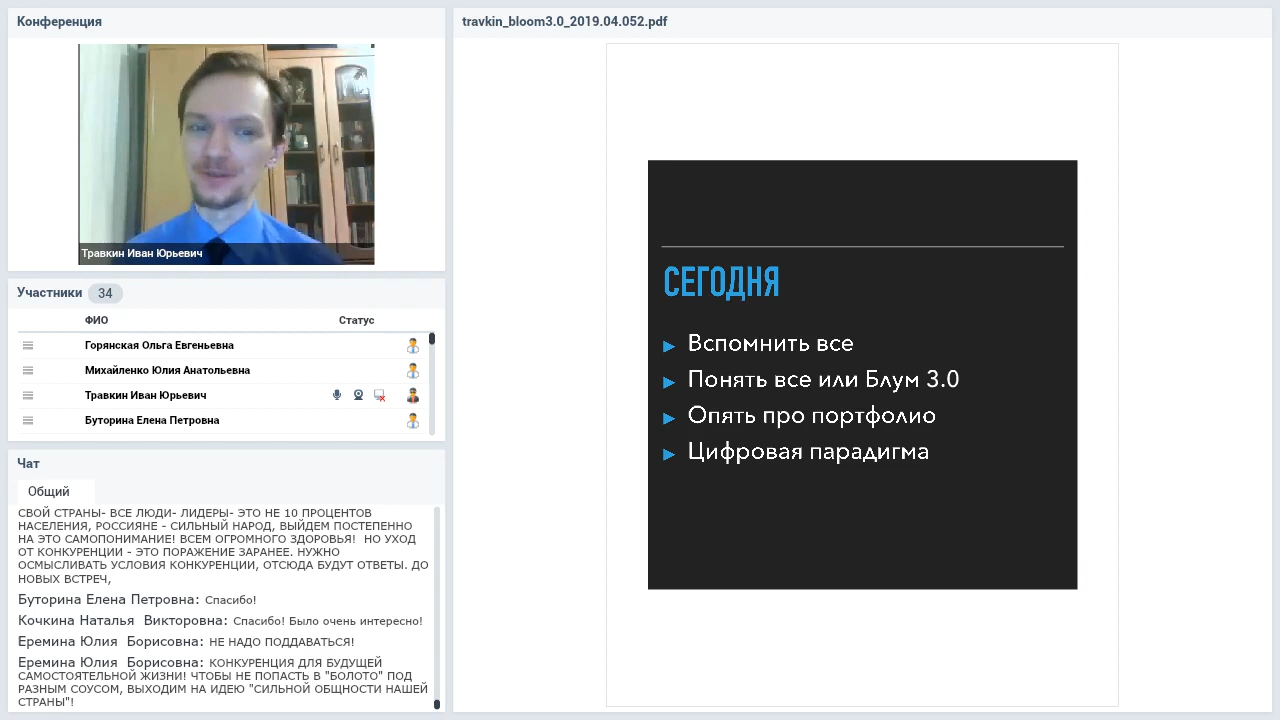 Конференция
Травкин Иван Юрьевич
Участники 34
ФИО Статус
Горянская Ольга Евгеньевна
Михайленко Юлия Анатольевна
Травкин Иван Юрьевич
Буторина Елена Петровна
Чат
Общий
СВОЙ СТРАНЫ- ВСЕ ЛЮДИ- ЛИДЕРЫ- ЭТО НЕ 10 ПРОЦЕНТОВ
НАСЕЛЕНИЯ, РОССИЯНЕ - СИЛЬНЫЙ НАРОД, ВЫЙДЕМ ПОСТЕПЕННО
НА ЭТО САМОПОНИМАНИЕ! ВСЕМ ОГРОМНОГО ЗДОРОВЬЯ! НО УХОД
ОТ КОНКУРЕНЦИИ - ЭТО ПОРАЖЕНИЕ ЗАРАНЕЕ. НУЖНО
ОСМЫСЛИВАТЬ УСЛОВИЯ КОНКУРЕНЦИИ, ОТСЮДА БУДУТ ОТВЕТЫ. ДО
НОВЫХ ВСТРЕЧ,
Буторина Елена Петровна: Спасибо!
Кочкина Наталья Викторовна: Спасибо! Было очень интересно!
Еремина Юлия Борисовна: НЕ НАДО ПОДДАВАТЬСЯ!
Еремина Юлия Борисовна: КОНКУРЕНЦИЯ ДЛЯ БУДУЩЕЙ
САМОСТОЯТЕЛЬНОЙ ЖИЗНИ! ЧТОБЫ НЕ ПОПАСТЬ В "БОЛОТО" ПОД
РАЗНЫМ СОУСОМ, ВЫХОДИМ НА ИДЕЮ "СИЛЬНОЙ ОБЩНОСТИ НАШЕЙ
СТРАНЫ"!
travkin_bloom3.0_2019.04.052.pdf
СЕГОДНЯ
Вспомнить все
Понять все или Блум 3.0
Опять про портфолио
Цифровая парадигма